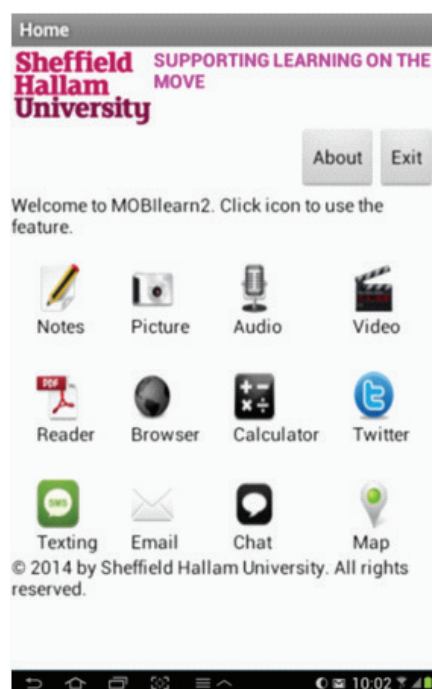 Home
Sheffield SUPPORTING LEARNING ON THE
Hallam MOVE
University
About Exit
Welcome to MOBIlearn2. Click icon to use the
feature.
Notes Picture Audio Video
PDF
Reader Browser Calculator Twitter
SMS
Texting Email Chat Map
© 2014 by Sheffield Hallam University. All rights
reserved.
10:02